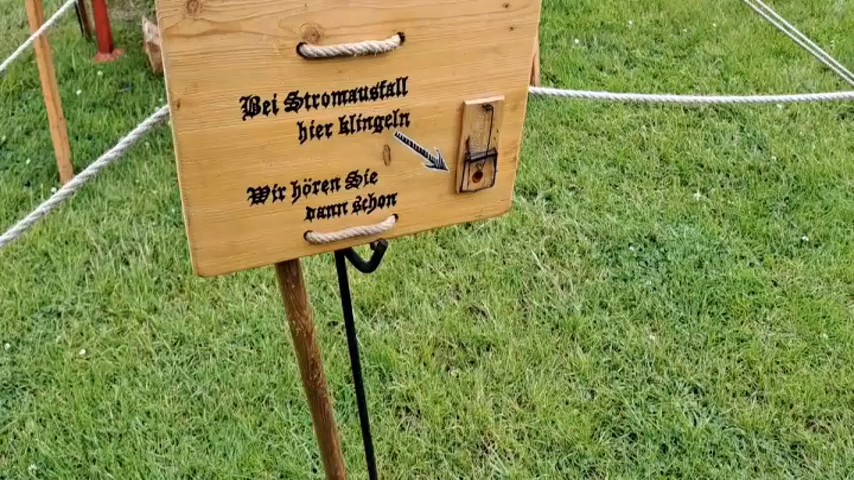 Bei Stromausfall
hier klingeln
Wir hören Sie
dann schon